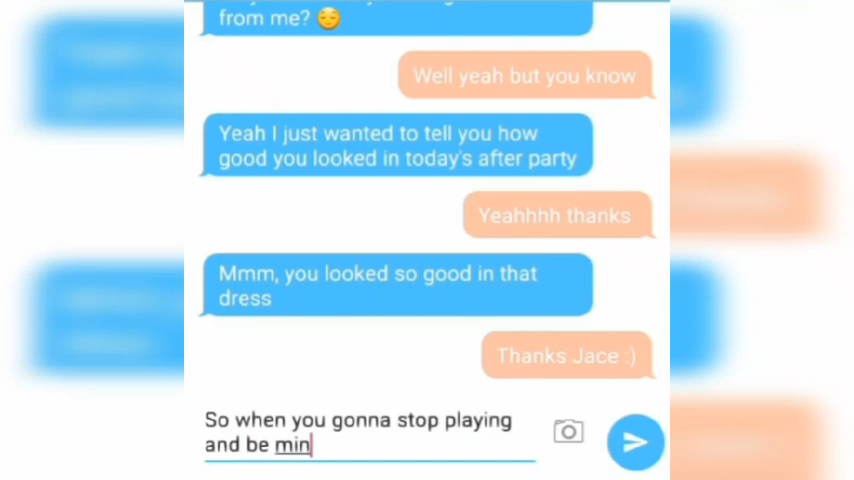 from me? 😌
Well yeah but you know
Yeah I just wanted to tell you how
good you looked in today's after party
Yeahhhh thanks
Mmm, you looked so good in that
dress
Thanks Jace :)
So when you gonna stop playing
and be min